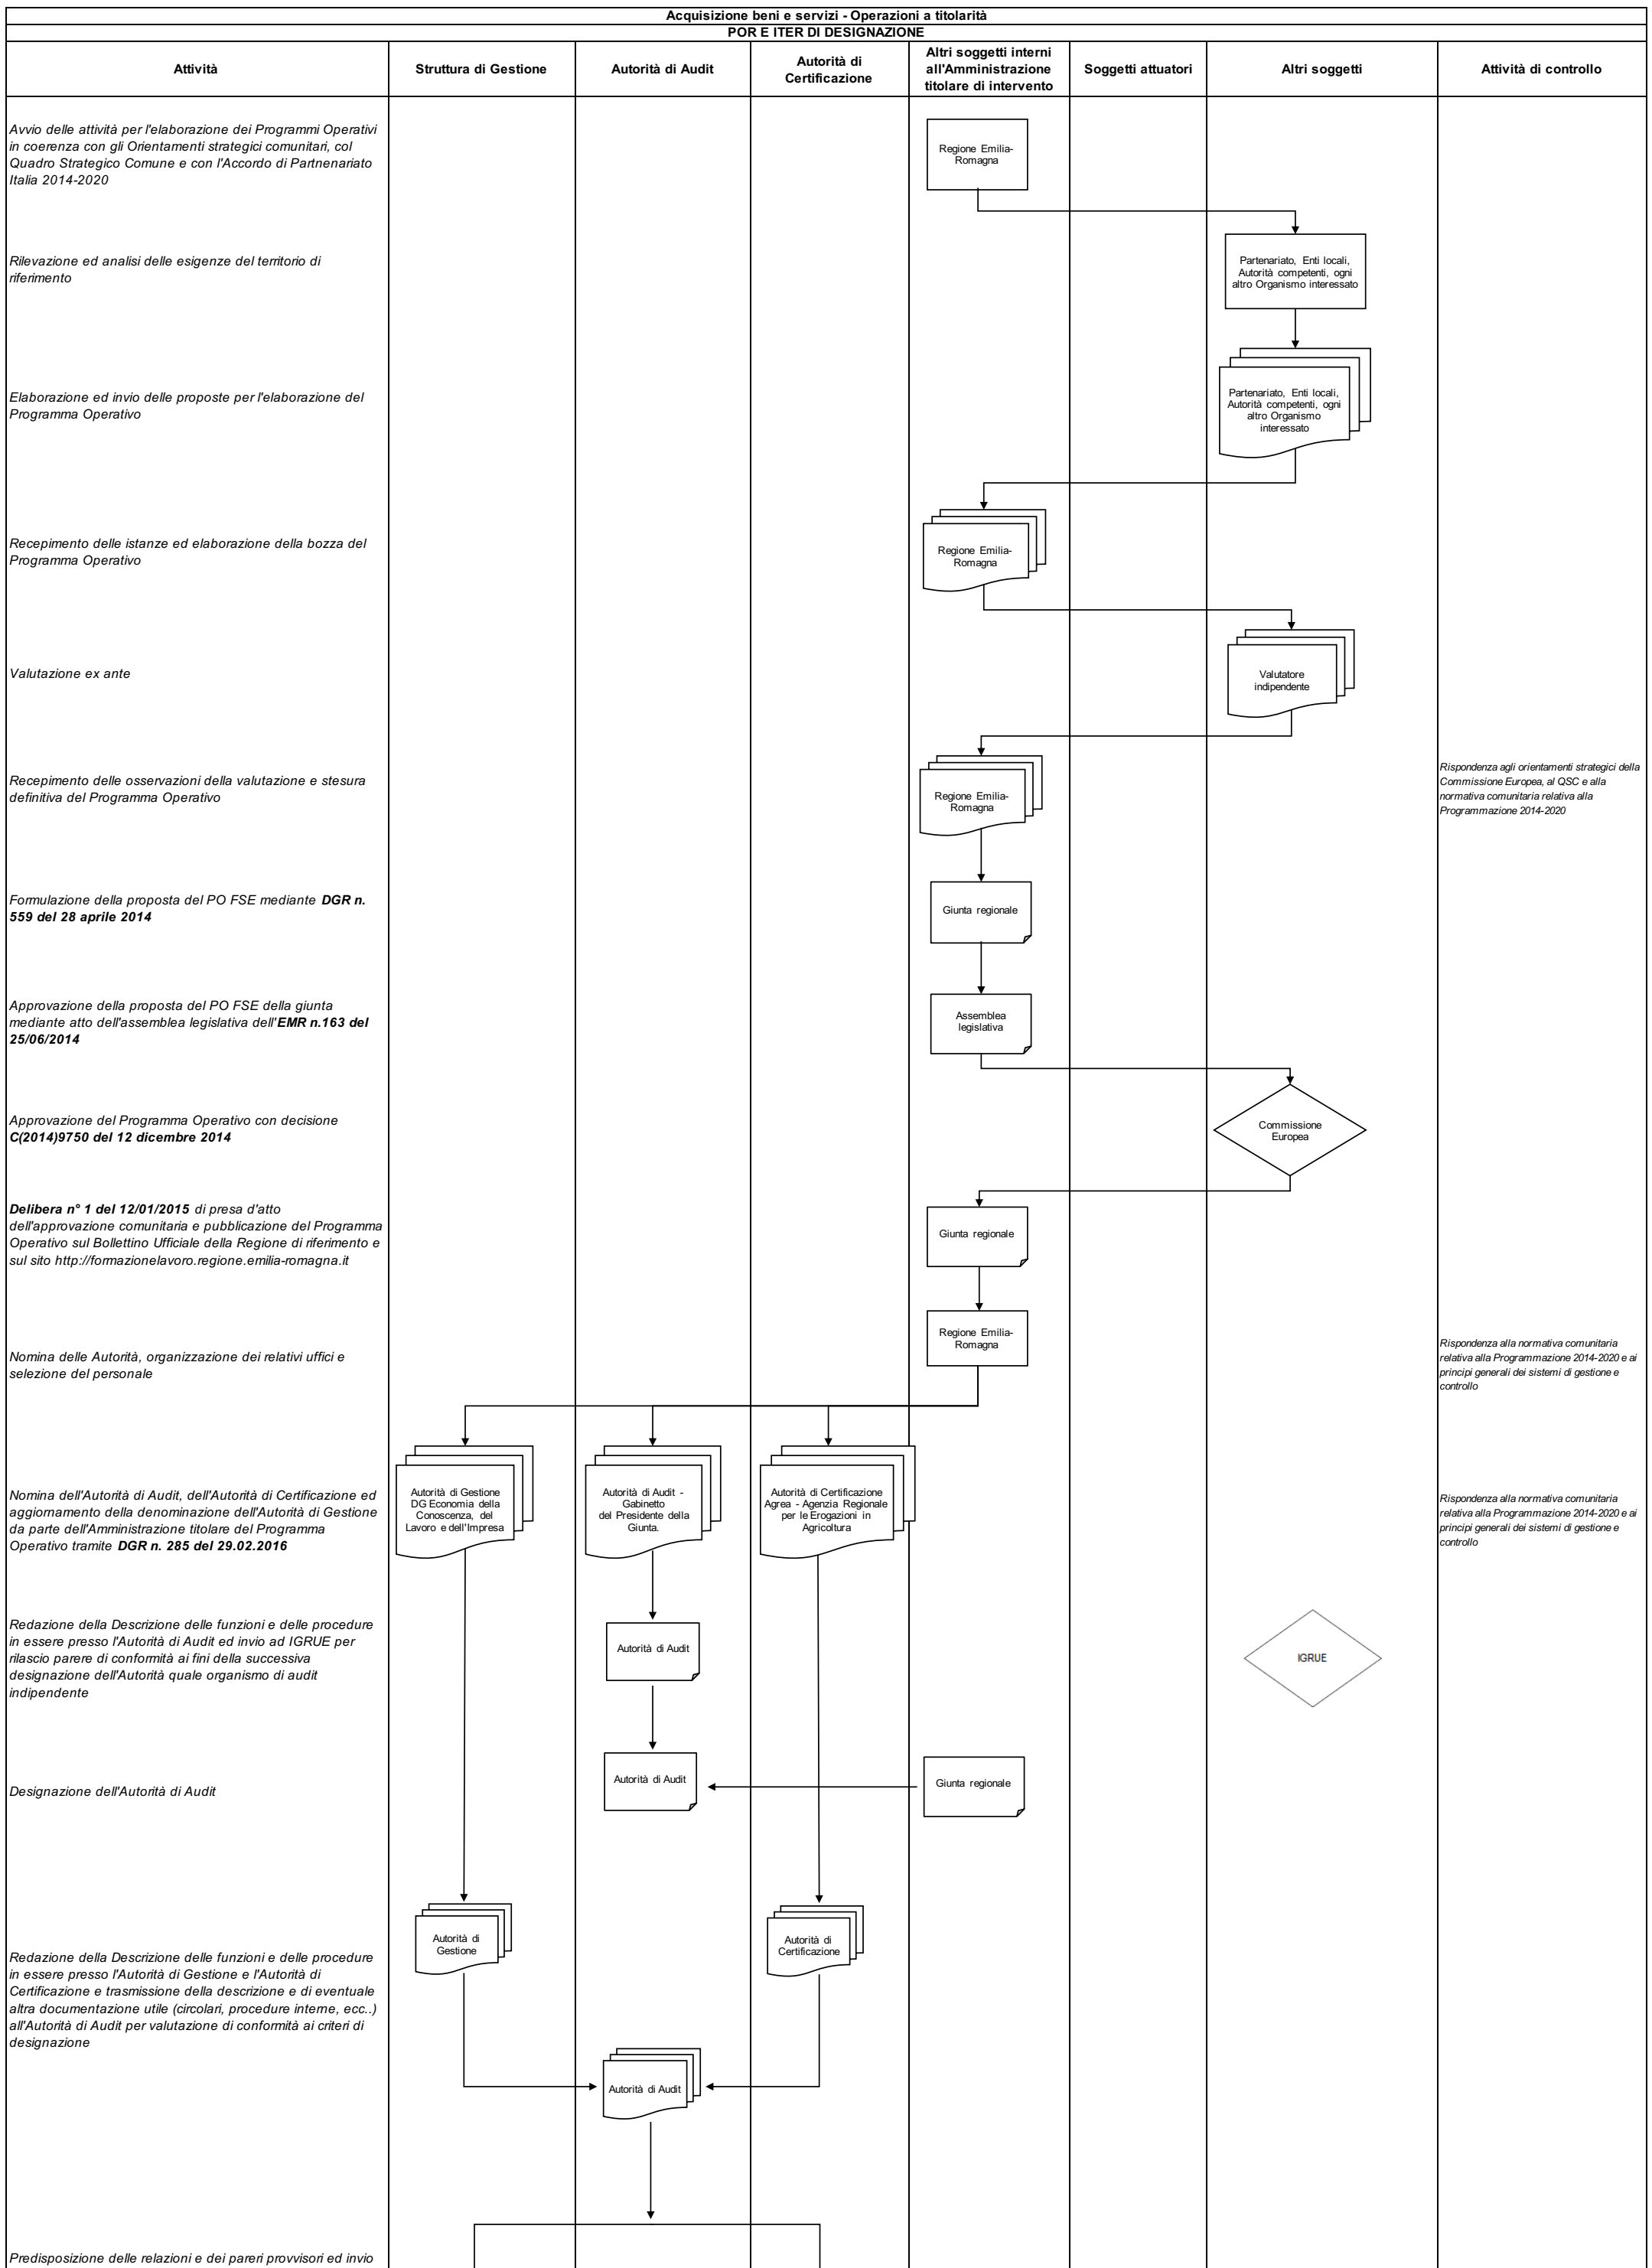 Acquisizione beni e servizi - Operazioni a titolarità
POR E ITER DI DESIGNAZIONE
Attività
Struttura di Gestione
Autorità di Audit
Autorità di
Certificazione
Altri soggetti interni
all'Amministrazione
titolare di intervento
Soggetti attuatori
Altri soggetti
Attività di controllo
Avvio delle attività per l'elaborazione dei Programmi Operativi
in coerenza con gli Orientamenti strategici comunitari, col
Quadro Strategico Comune e con l'Accordo di Partnenariato
Italia 2014-2020
Regione Emilia-
Romagna
Rilevazione ed analisi delle esigenze del territorio di
riferimento
Partenariato, Enti locali,
Autorità competenti, ogni
altro Organismo interessato
Elaborazione ed invio delle proposte per l'elaborazione del
Programma Operativo
Partenariato, Enti locali,
Autorità competenti, ogni
altro Organismo
interessato
Recepimento delle istanze ed elaborazione della bozza del
Programma Operativo
Regione Emilia-
Romagna
Valutazione ex ante
Valutatore
indipendente
Recepimento delle osservazioni della valutazione e stesura
definitiva del Programma Operativo
Regione Emilia-
Romagna
Rispondenza agli orientamenti strategici della
Commissione Europea, al QSC e alla
normativa comunitaria relativa alla
Programmazione 2014-2020
Formulazione della proposta del PO FSE mediante DGR n.
559 del 28 aprile 2014
Giunta regionale
Approvazione della proposta del PO FSE della giunta
mediante atto dell'assemblea legislativa dell'EMR n.163 del
25/06/2014
Assemblea
legislativa
Approvazione del Programma Operativo con decisione
C(2014)9750 del 12 dicembre 2014
Commissione
Europea
Delibera n° 1 del 12/01/2015 di presa d'atto
dell'approvazione comunitaria e pubblicazione del Programma
Operativo sul Bollettino Ufficiale della Regione di riferimento e
sul sito http://formazionelavoro.regione.emilia-romagna.it
Giunta regionale
Nomina delle Autorità, organizzazione dei relativi uffici e
selezione del personale
Regione Emilia-
Romagna
Rispondenza alla normativa comunitaria
relativa alla Programmazione 2014-2020 e ai
principi generali dei sistemi di gestione e
controllo
Nomina dell'Autorità di Audit, dell'Autorità di Certificazione ed
aggiornamento della denominazione dell'Autorità di Gestione
da parte dell'Amministrazione titolare del Programma
Operativo tramite DGR n. 285 del 29.02.2016
Autorità di Gestione
DG Economia della
Conoscenza, del
Lavoro e dell'Impresa
Autorità di Audit -
Gabinetto
del Presidente della
Giunta.
Autorità di Certificazione
Agrea - Agenzia Regionale
per le Erogazioni in
Agricoltura
Rispondenza alla normativa comunitaria
relativa alla Programmazione 2014-2020 e ai
principi generali dei sistemi di gestione e
controllo
Redazione della Descrizione delle funzioni e delle procedure
in essere presso l'Autorità di Audit ed invio ad IGRUE per
rilascio parere di conformità ai fini della successiva
designazione dell'Autorità quale organismo di audit
indipendente
Autorità di Audit
IGRUE
Designazione dell'Autorità di Audit
Autorità di Audit
Giunta regionale
Autorità di
Gestione
Autorità di
Certificazione
Redazione della Descrizione delle funzioni e delle procedure
in essere presso l'Autorità di Gestione e l'Autorità di
Certificazione e trasmissione della descrizione e di eventuale
altra documentazione utile (circolari, procedure interne, ecc..)
all'Autorità di Audit per valutazione di conformità ai criteri di
designazione
Autorità di Audit
Predisposizione delle relazioni e dei pareri provvisori ed invio